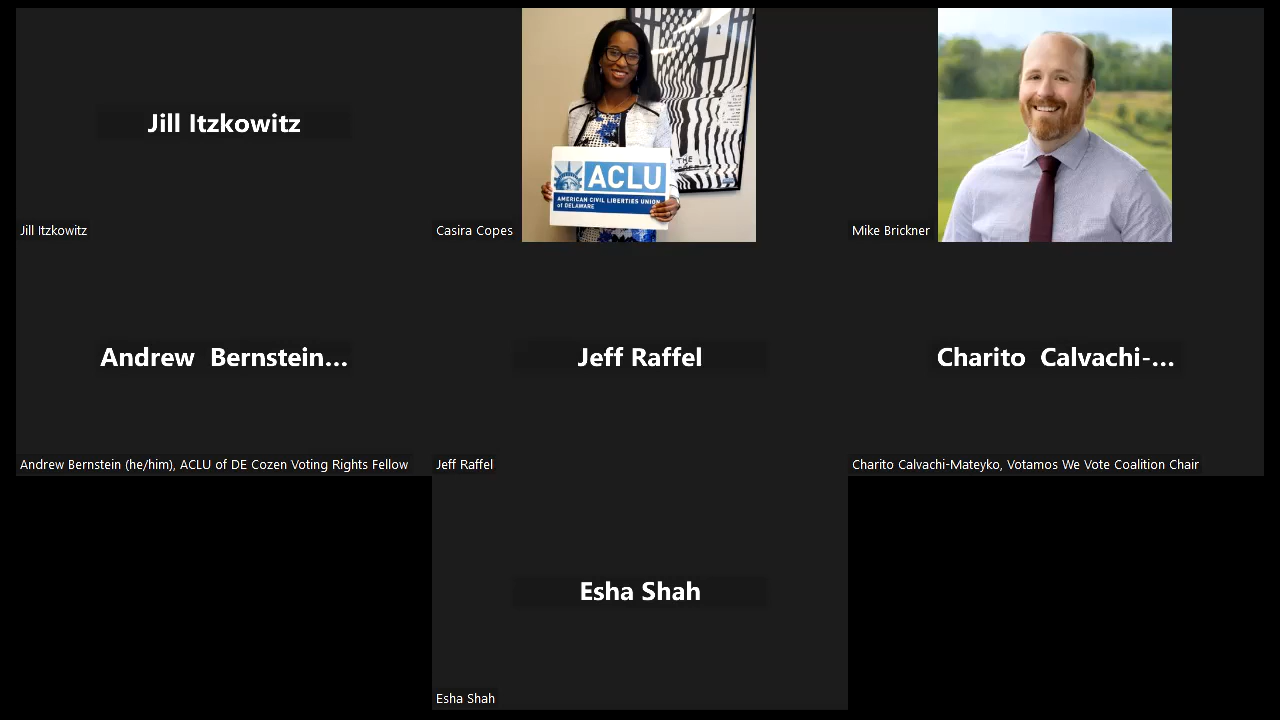 Jill Itzkowitz
Jill Itzkowitz
Casira Copes
ACLU
AMERICAN CIVIL LIBERTIES UNION
of DELAWARE
THE
Mike Brickner
Andrew  Bernstein...
Andrew Bernstein (he/him), ACLU of DE Cozen Voting Rights Fellow
Jeff Raffel
Jeff Raffel
Charito  Calvachi-...
Charito Calvachi-Mateyko, Votamos We Vote Coalition Chair
Esha Shah
Esha Shah